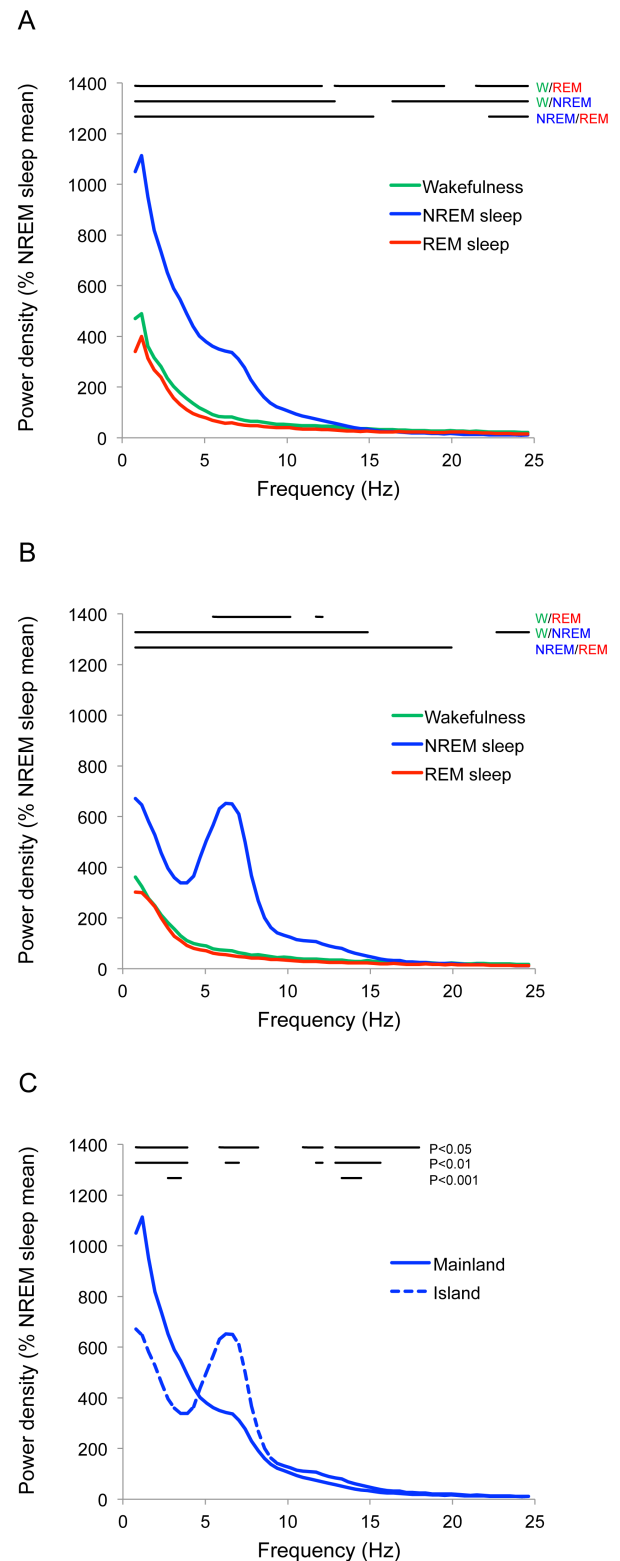 A
Power density (% NREM sleep mean)
1400
1200
1000
800
600
400
200
0
W/REM
W/NREM
NREM/REM
Wakefulness
NREM sleep
REM sleep
0 5 10 15 20 25
Frequency (Hz)
B
Power density (% NREM sleep mean)
1400
1200
1000
800
600
400
200
0
W/REM
W/NREM
NREM/REM
Wakefulness
NREM sleep
REM sleep
0 5 10 15 20 25
Frequency (Hz)
C
Power density (% NREM sleep mean)
1400
1200
1000
800
600
400
200
0
P<0.05
P<0.01
P<0.001
Mainland
Island
0 5 10 15 20 25
Frequency (Hz)